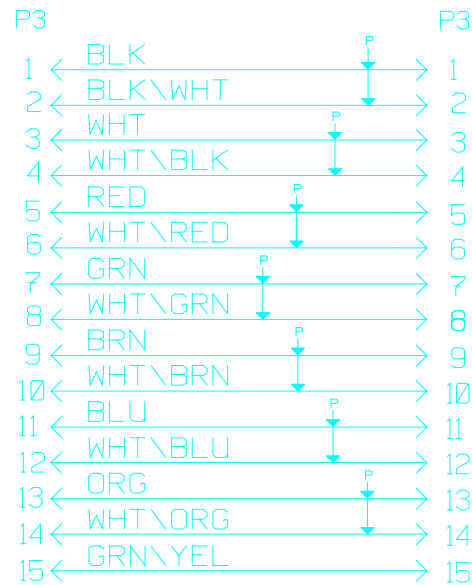 P3 P3
P
1 BLK 1
2 BLK\WHT 2
P
3 WHT 3
4 WHT\BLK 4
P
5 RED 5
6 WHT\RED 6
P
7 GRN 7
8 WHT\GRN 8
P
9 BRN 9
10 WHT\BRN 10
P
11 BLU 11
12 WHT\BLU 12
P
13 ORG 13
14 WHT\ORG 14
15 GRN\YEL 15